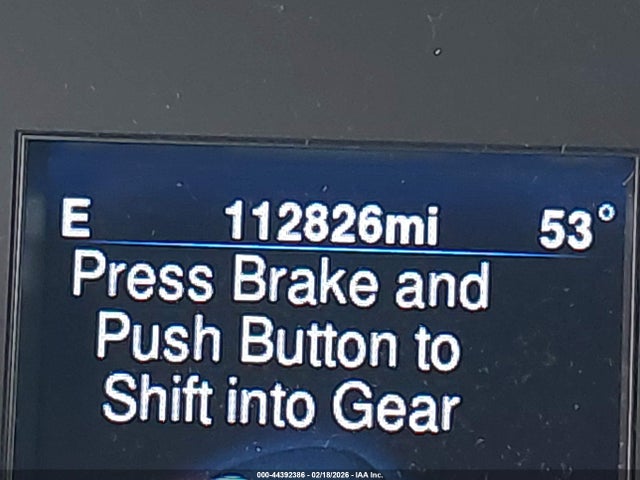 E 112826mi 53°
Press Brake and
Push Button to
Shift into Gear
000-44392386 - 02/18/2026 - IAA Inc.